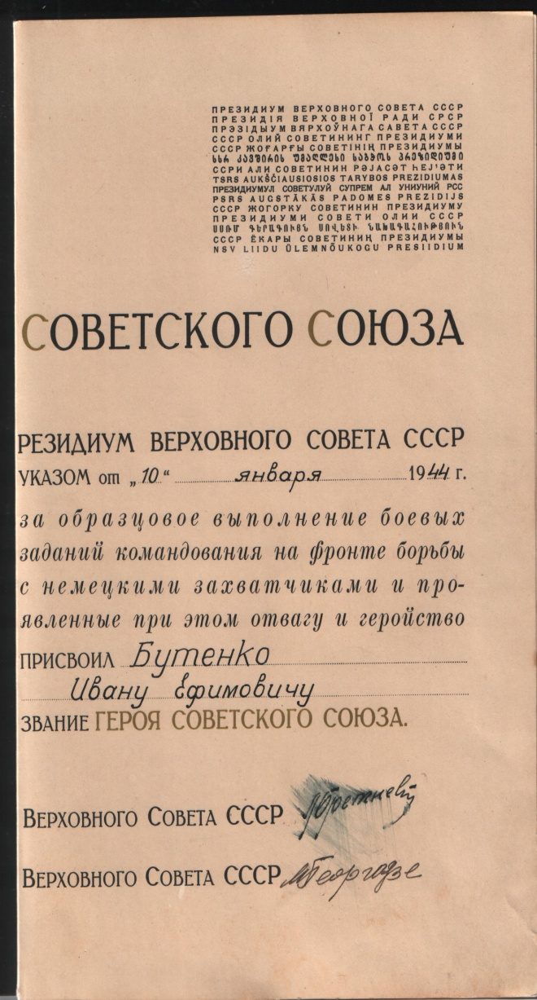 ПРЕЗИДИУМ ВЕРХОВНОГО СОВЕТА СССР
ПРЕЗИДІЯ ВЕРХОВНОЇ РАДИ СРСР
ПРЭЗІДЫУМ ВЯРХОЎНАГА САВЕТА СССР
СССР ОЛИЙ СОВЕТИНИНГ ПРЕЗИДИУМИ
СССР ЖОҒАРҒЫ СОВЕТІНІҢ ПРЕЗИДИУМЫ
ᲡᲡᲠ ᲙᲐᲕᲨᲘᲠᲘᲡ ᲣᲛᲐᲦᲚᲔᲡᲘ ᲡᲐᲑᲭᲝᲡ ᲞᲠᲔᲖᲘᲓᲘᲣᲛᲘ
ССРИ АЛИ СОВЕТИНИН РӘЈАСӘТ ҺЕЈ'ӘТИ
TSRS AUKŠČIAUSIOSIOS TARYBOS PREZIDIUMAS
ПРЕЗИДИУМУЛ СОВЕТУЛУЙ СУПРЕМ АЛ УНИУНИЙ РСС
PSRS AUGSTĀKĀS PADOMES PREZIDIJS
СССР ЖОГОРКУ СОВЕТИНИН ПРЕЗИДИУМУ
ПРЕЗИДИУМИ СОВЕТИ ОЛИИ СССР
ՍՍՌՄ ԳԵՐԱԳՈՒՅՆ ՍՈՎԵՏԻ ՆԱԽԱԳԱՀՈՒԹՅՈՒՆ
СССР ЁКАРЫ СОВЕТИНИҢ ПРЕЗИДИУМЫ
NSV LIIDU ÜLEMNÕUKOGU PRESIIDIUM
СОВЕТСКОГО СОЮЗА
РЕЗИДИУМ ВЕРХОВНОГО СОВЕТА СССР
УКАЗОМ от „10“ января 1944 г.
за образцовое выполнение боевых
заданий командования на фронте борьбы
с немецкими захватчиками и про-
явленные при этом отвагу и геройство
ПРИСВОИЛ Бутенко
Ивану Ефимовичу
ЗВАНИЕ ГЕРОЯ СОВЕТСКОГО СОЮЗА.
ВЕРХОВНОГО СОВЕТА СССР
ВЕРХОВНОГО СОВЕТА СССР МГеоргадзе